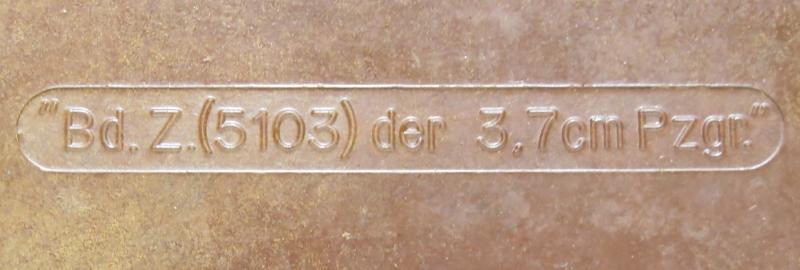 "'Bd. Z.(5103) der 3,7cm Pzgr."